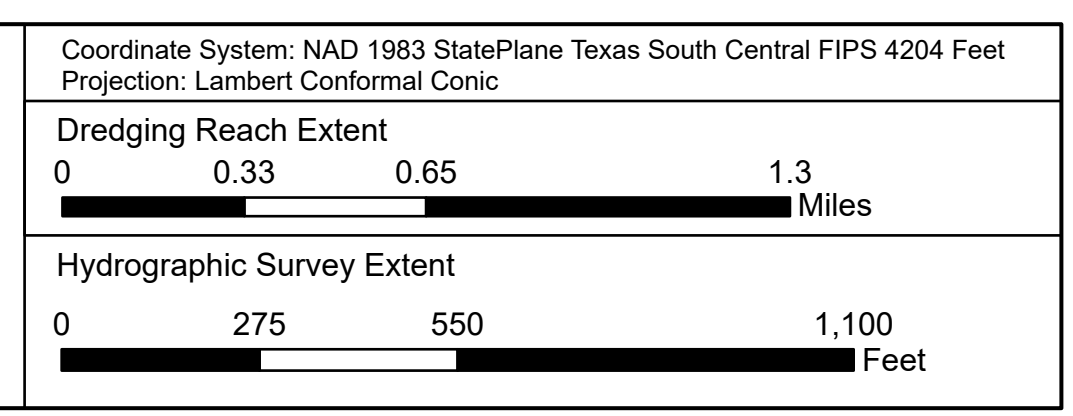 Coordinate System: NAD 1983 StatePlane Texas South Central FIPS 4204 Feet
Projection: Lambert Conformal Conic
Dredging Reach Extent
0 0.33 0.65 1.3
Miles
Hydrographic Survey Extent
0 275 550 1,100
Feet